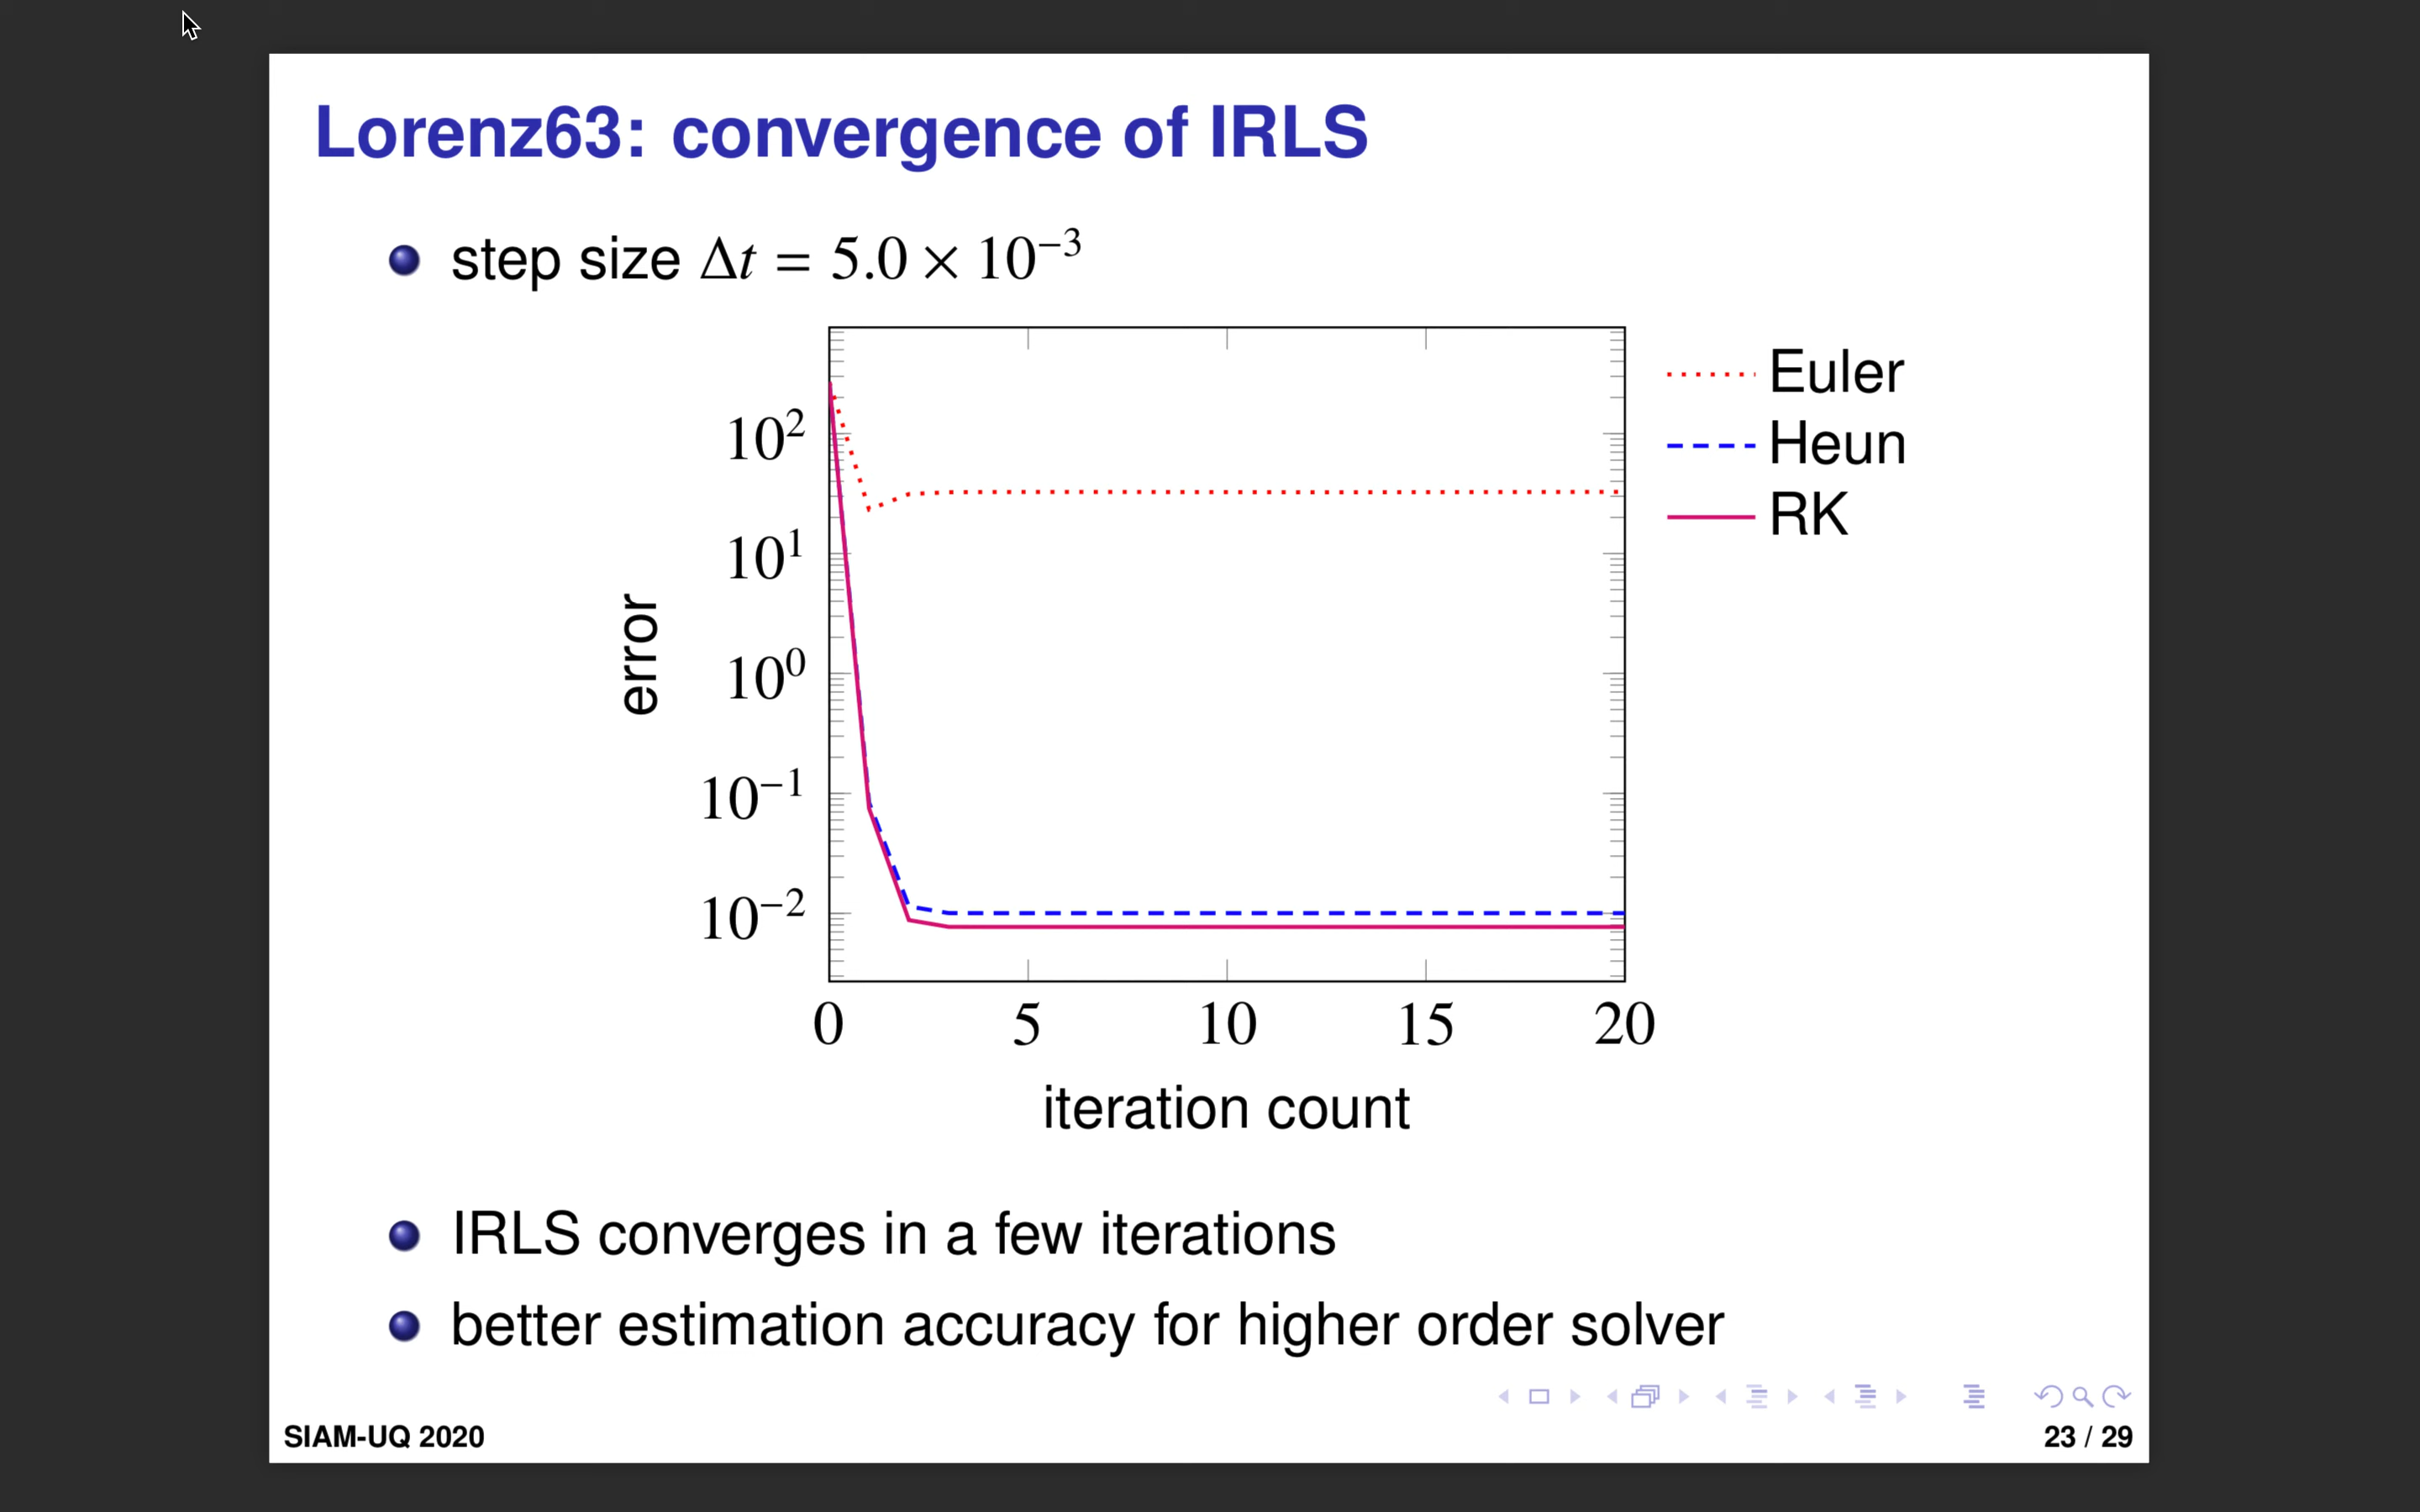 Lorenz63: convergence of IRLS
step size Δt = 5.0 × 10⁻³
Euler
Heun
RK
10²
10¹
10⁰
10⁻¹
10⁻²
error
0 5 10 15 20
iteration count
IRLS converges in a few iterations
better estimation accuracy for higher order solver
SIAM-UQ 2020
23 / 29